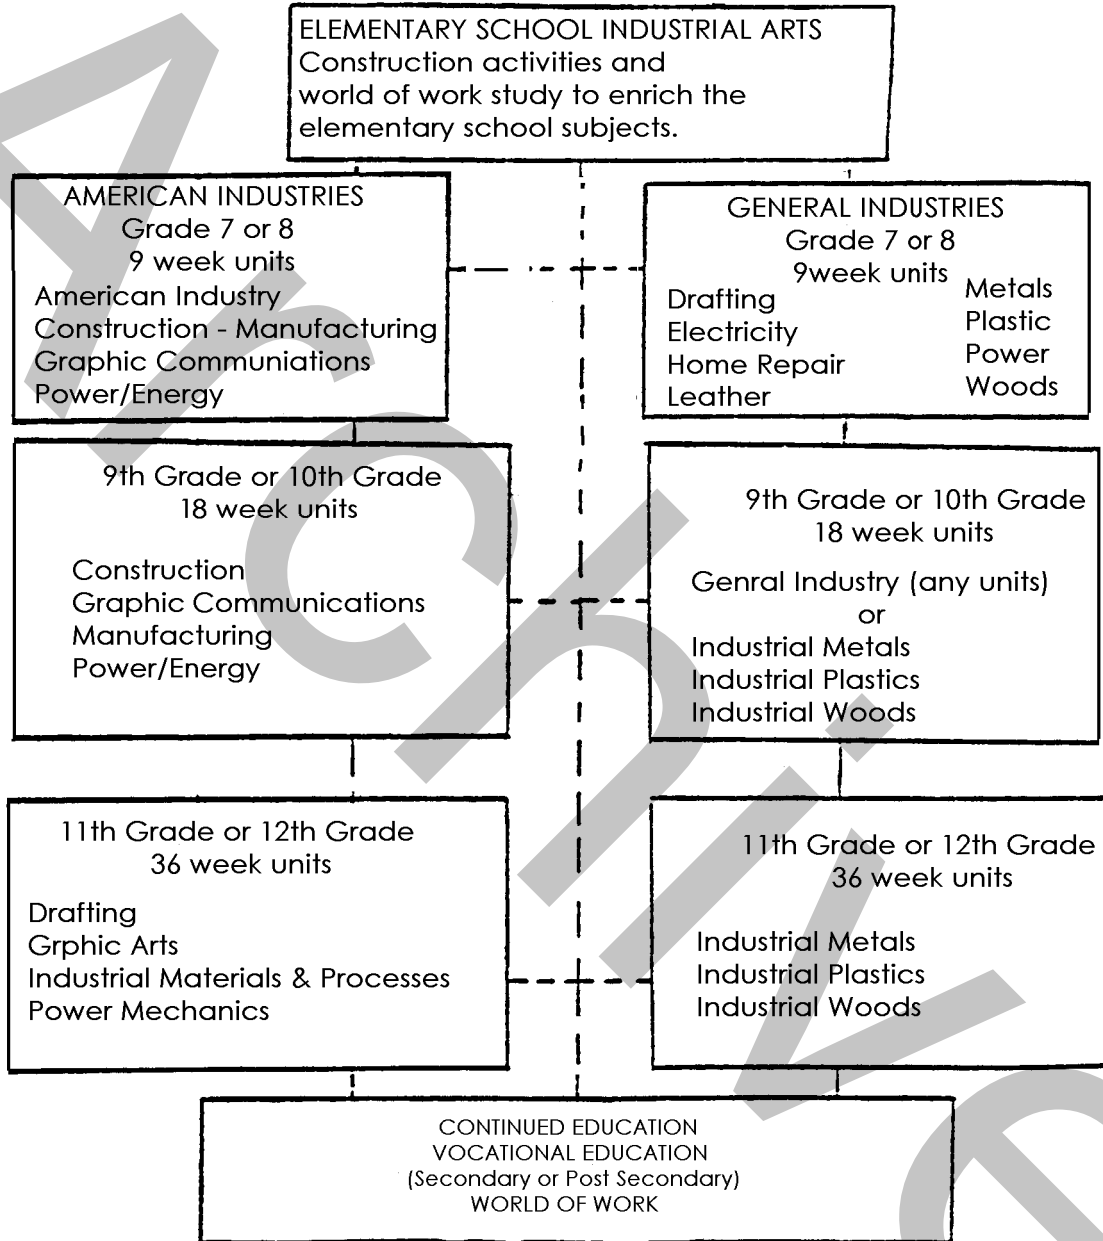 ELEMENTARY SCHOOL INDUSTRIAL ARTS
Construction activities and
world of work study to enrich the
elementary school subjects.
AMERICAN INDUSTRIES
Grade 7 or 8
9 week units
American Industry
Construction - Manufacturing
Graphic Communiations
Power/Energy
GENERAL INDUSTRIES
Grade 7 or 8
9week units
Drafting
Electricity
Home Repair
Leather
Metals
Plastic
Power
Woods
9th Grade or 10th Grade
18 week units
Construction
Graphic Communications
Manufacturing
Power/Energy
9th Grade or 10th Grade
18 week units
Genral Industry (any units)
or
Industrial Metals
Industrial Plastics
Industrial Woods
11th Grade or 12th Grade
36 week units
Drafting
Grphic Arts
Industrial Materials & Processes
Power Mechanics
11th Grade or 12th Grade
36 week units
Industrial Metals
Industrial Plastics
Industrial Woods
CONTINUED EDUCATION
VOCATIONAL EDUCATION
(Secondary or Post Secondary)
WORLD OF WORK
Archive